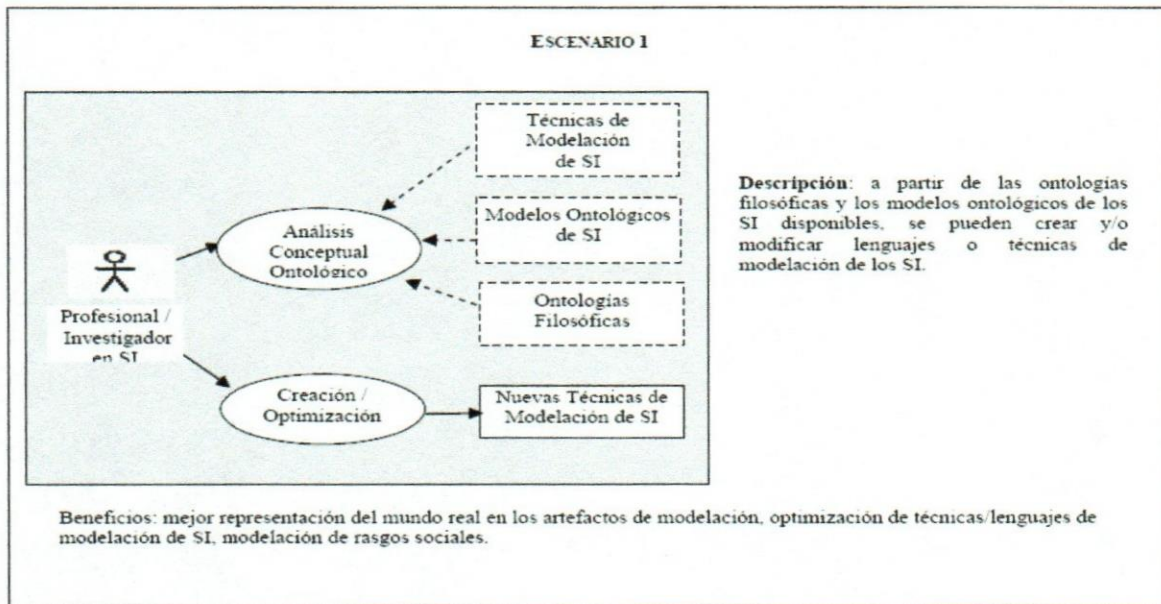 ESCENARIO 1
Técnicas de
Modelación
de SI
Análisis
Conceptual
Ontológico
Modelos Ontológicos
de SI
Ontologías
Filosóficas
Profesional /
Investigador
en SI
Creación /
Optimización
Nuevas Técnicas de
Modelación de SI
Descripción: a partir de las ontologías
filosóficas y los modelos ontológicos de los
SI disponibles, se pueden crear y/o
modificar lenguajes o técnicas de
modelación de los SI.
Beneficios: mejor representación del mundo real en los artefactos de modelación, optimización de técnicas/lenguajes de
modelación de SI, modelación de rasgos sociales.